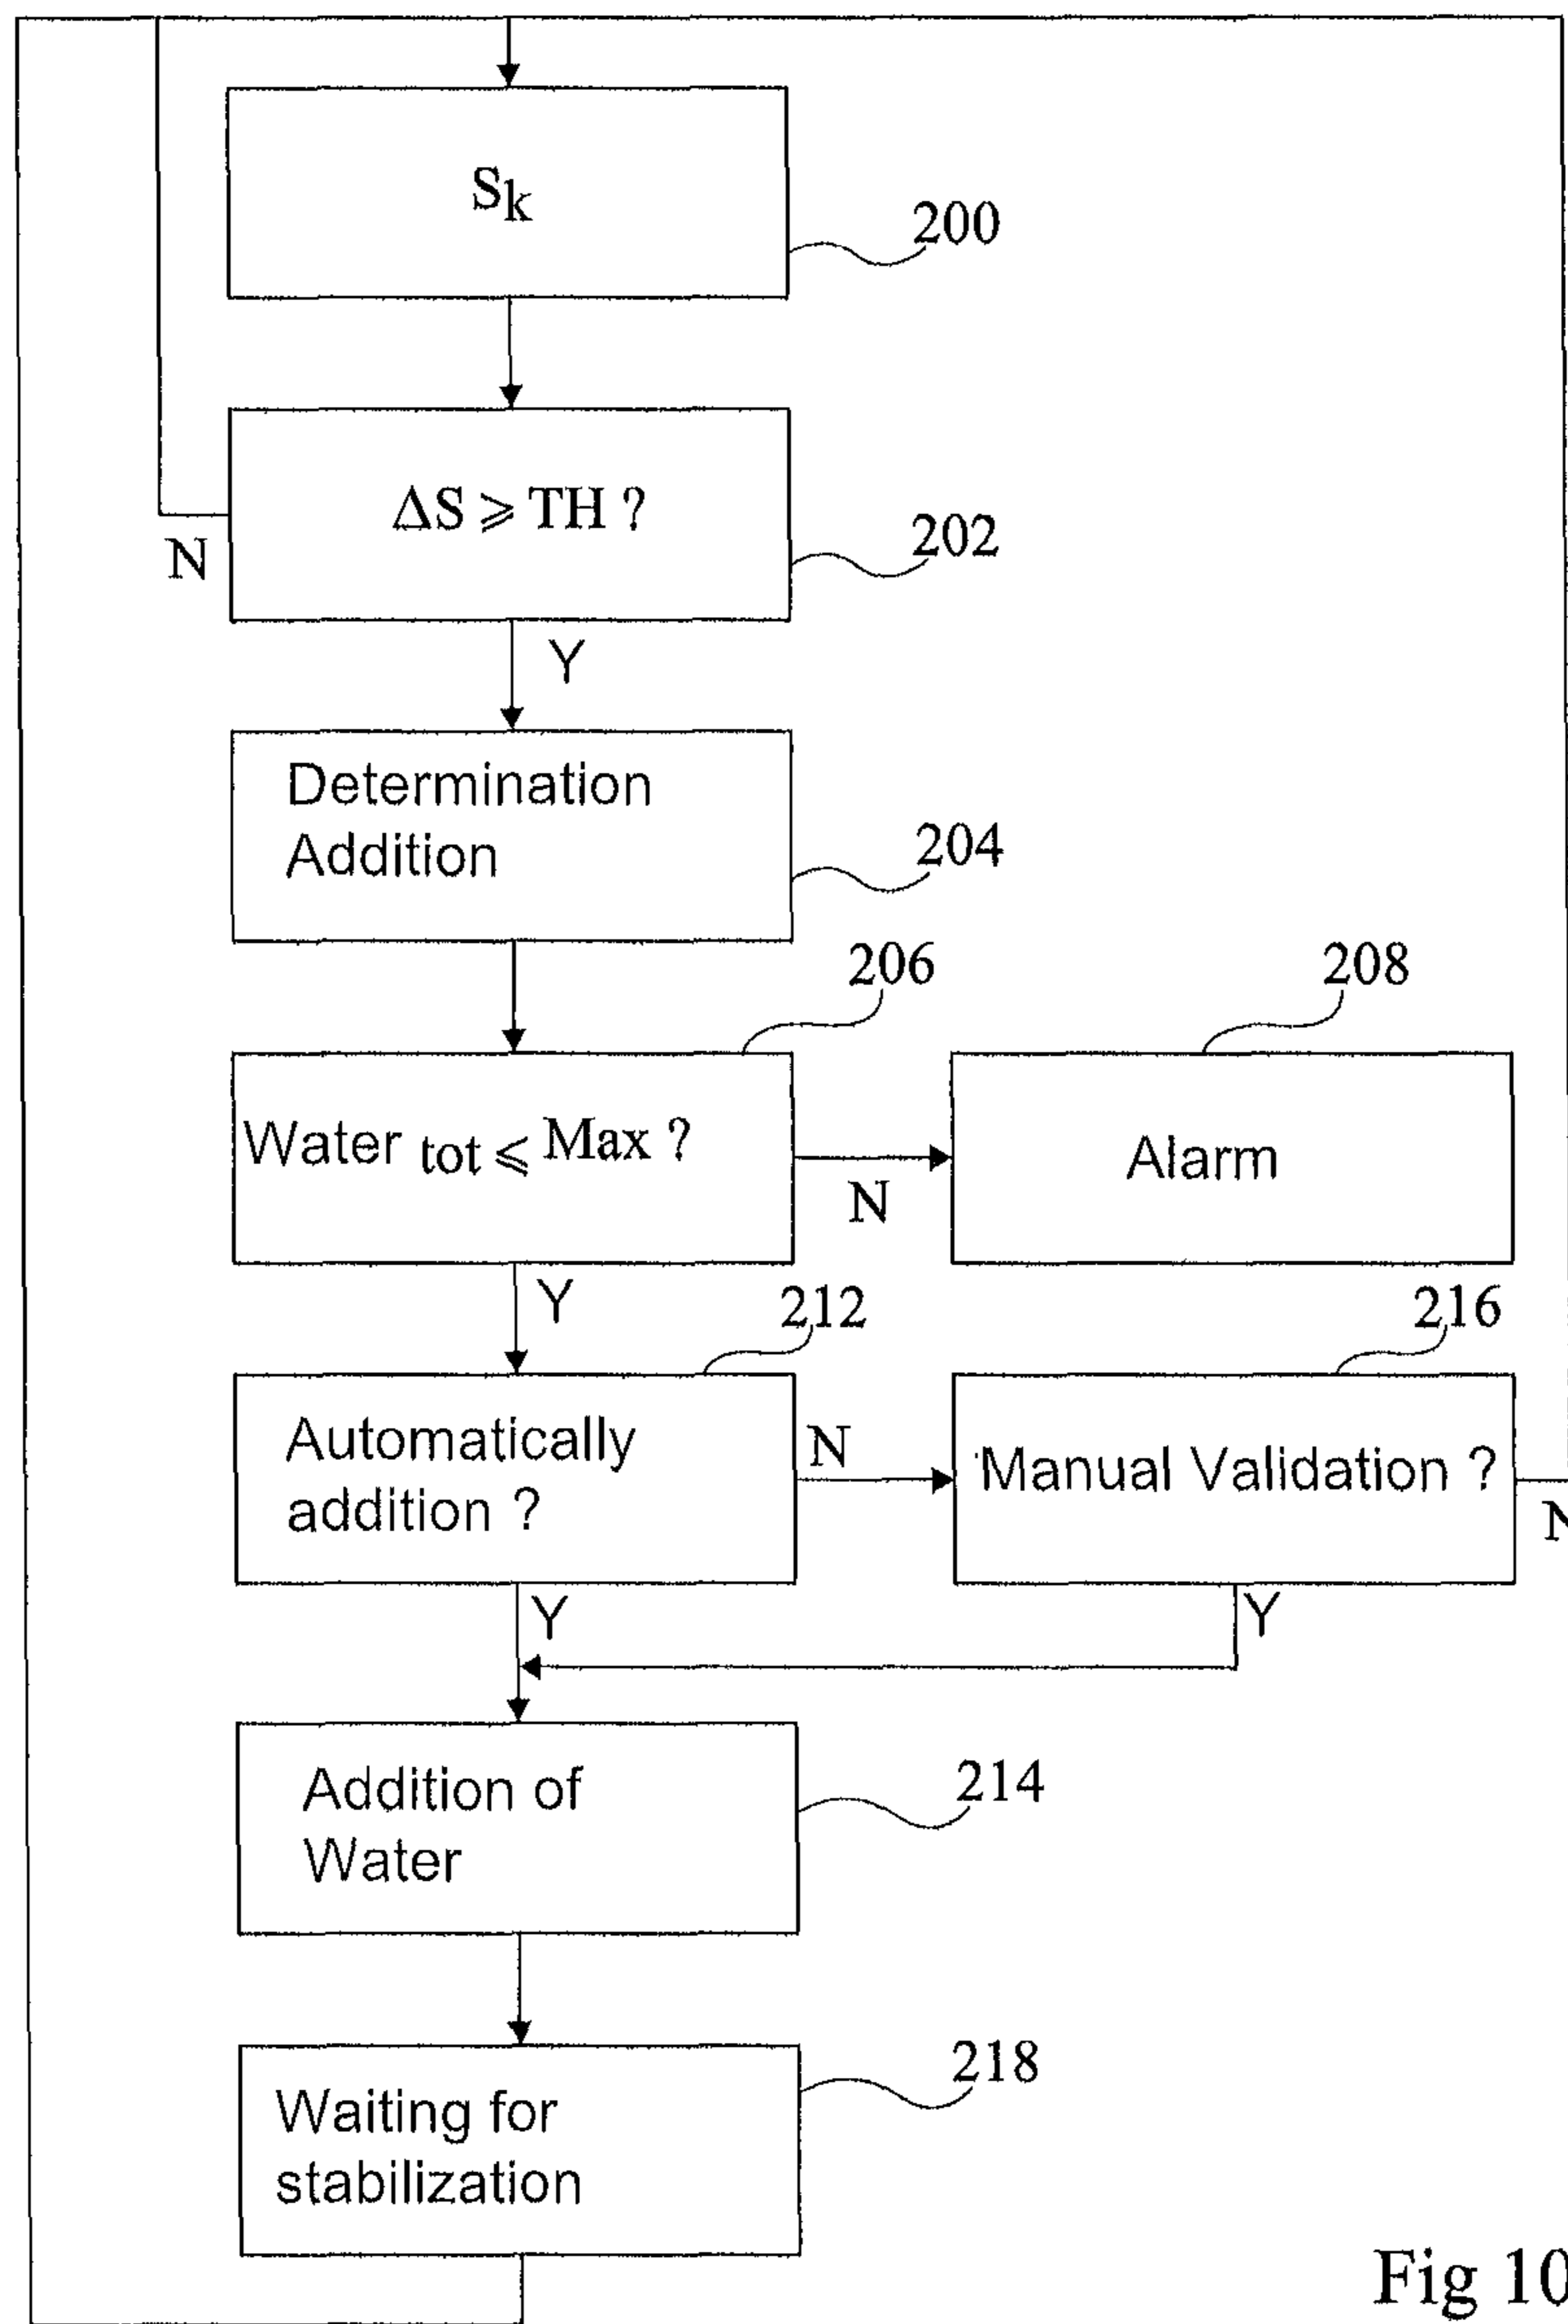 Sk
200
ΔS ⩾ TH ?
202
N
Y
Determination
Addition
204
206
208
Water tot ⩽ Max ?
N
Alarm
Y
212
216
Automatically
addition ?
N
Manual Validation ?
N
Y
Y
Addition of
Water
214
218
Waiting for
stabilization
Fig 10